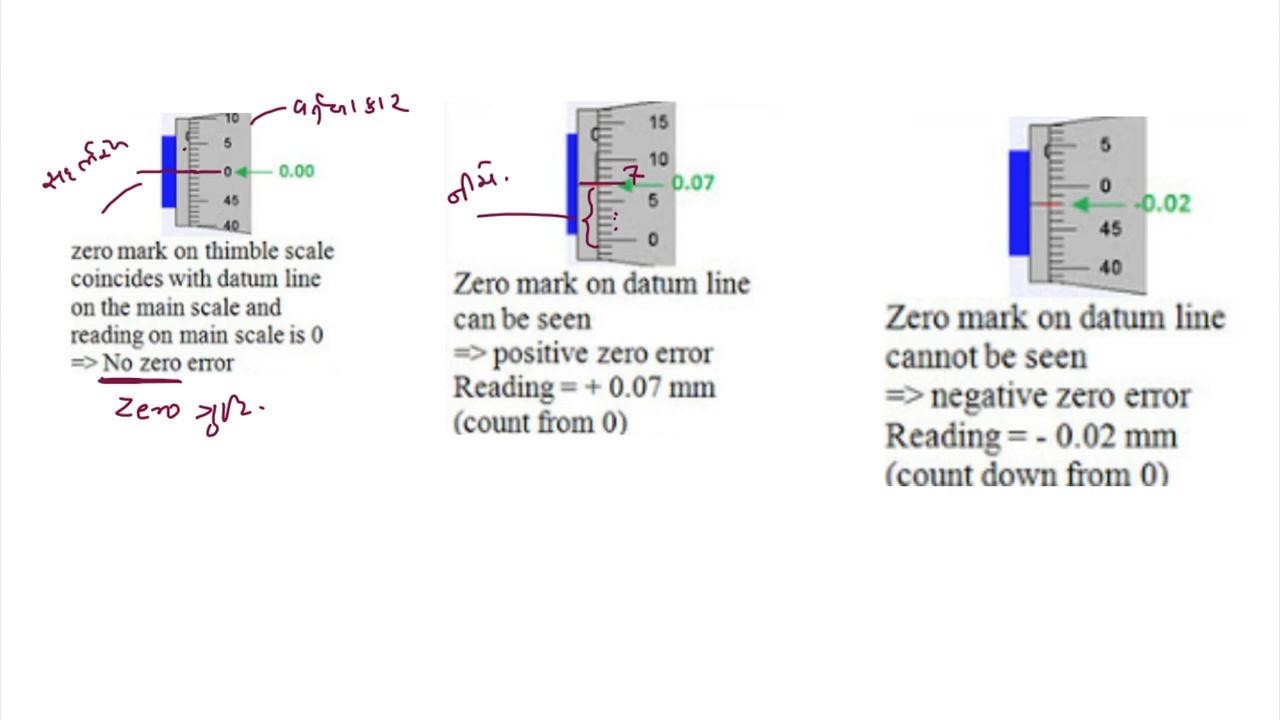 10
5
0
45
40
0.00
zero mark on thimble scale
coincides with datum line
on the main scale and
reading on main scale is 0
=> No zero error
Zero
15
10
5
0
7
0.07
Zero mark on datum line
can be seen
=> positive zero error
Reading = + 0.07 mm
(count from 0)
5
0
45
40
-0.02
Zero mark on datum line
cannot be seen
=> negative zero error
Reading = - 0.02 mm
(count down from 0)